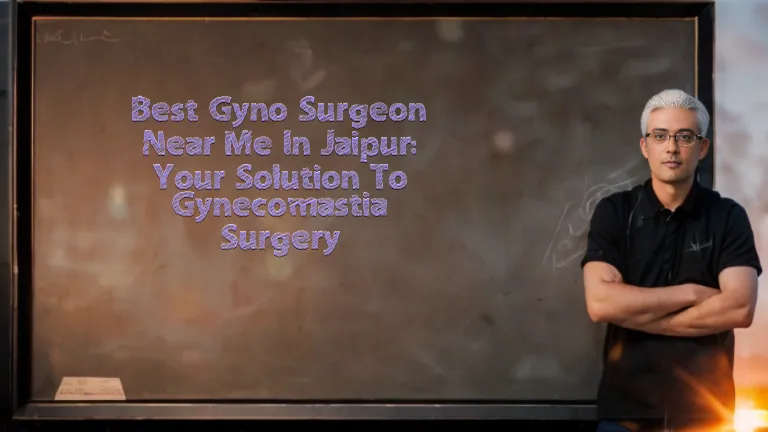 Best Gyno Surgeon
Near Me In Jaipur:
Your Solution To
Gynecomastia
Surgery